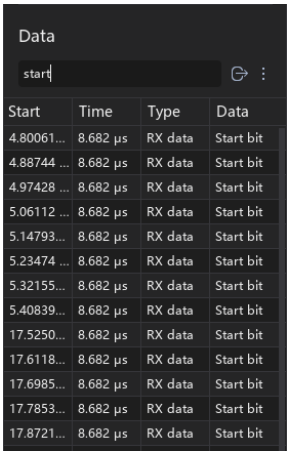 Data
start
Start Time Type Data
4.80061... 8.682 μs RX data Start bit
4.88744 ... 8.682 μs RX data Start bit
4.97428 ... 8.682 μs RX data Start bit
5.06112 ... 8.682 μs RX data Start bit
5.14793... 8.682 μs RX data Start bit
5.23474 ... 8.682 μs RX data Start bit
5.32155... 8.682 μs RX data Start bit
5.40839... 8.682 μs RX data Start bit
17.5250... 8.682 μs RX data Start bit
17.6118... 8.682 μs RX data Start bit
17.6985... 8.682 μs RX data Start bit
17.7853... 8.682 μs RX data Start bit
17.8721... 8.682 μs RX data Start bit